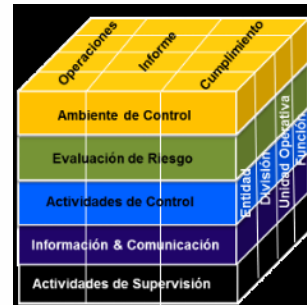 Operaciones
Informe
Cumplimiento
Ambiente de Control
Evaluación de Riesgo
Actividades de Control
Información & Comunicación
Actividades de Supervisión
Entidad
División
Unidad Operativa
Función